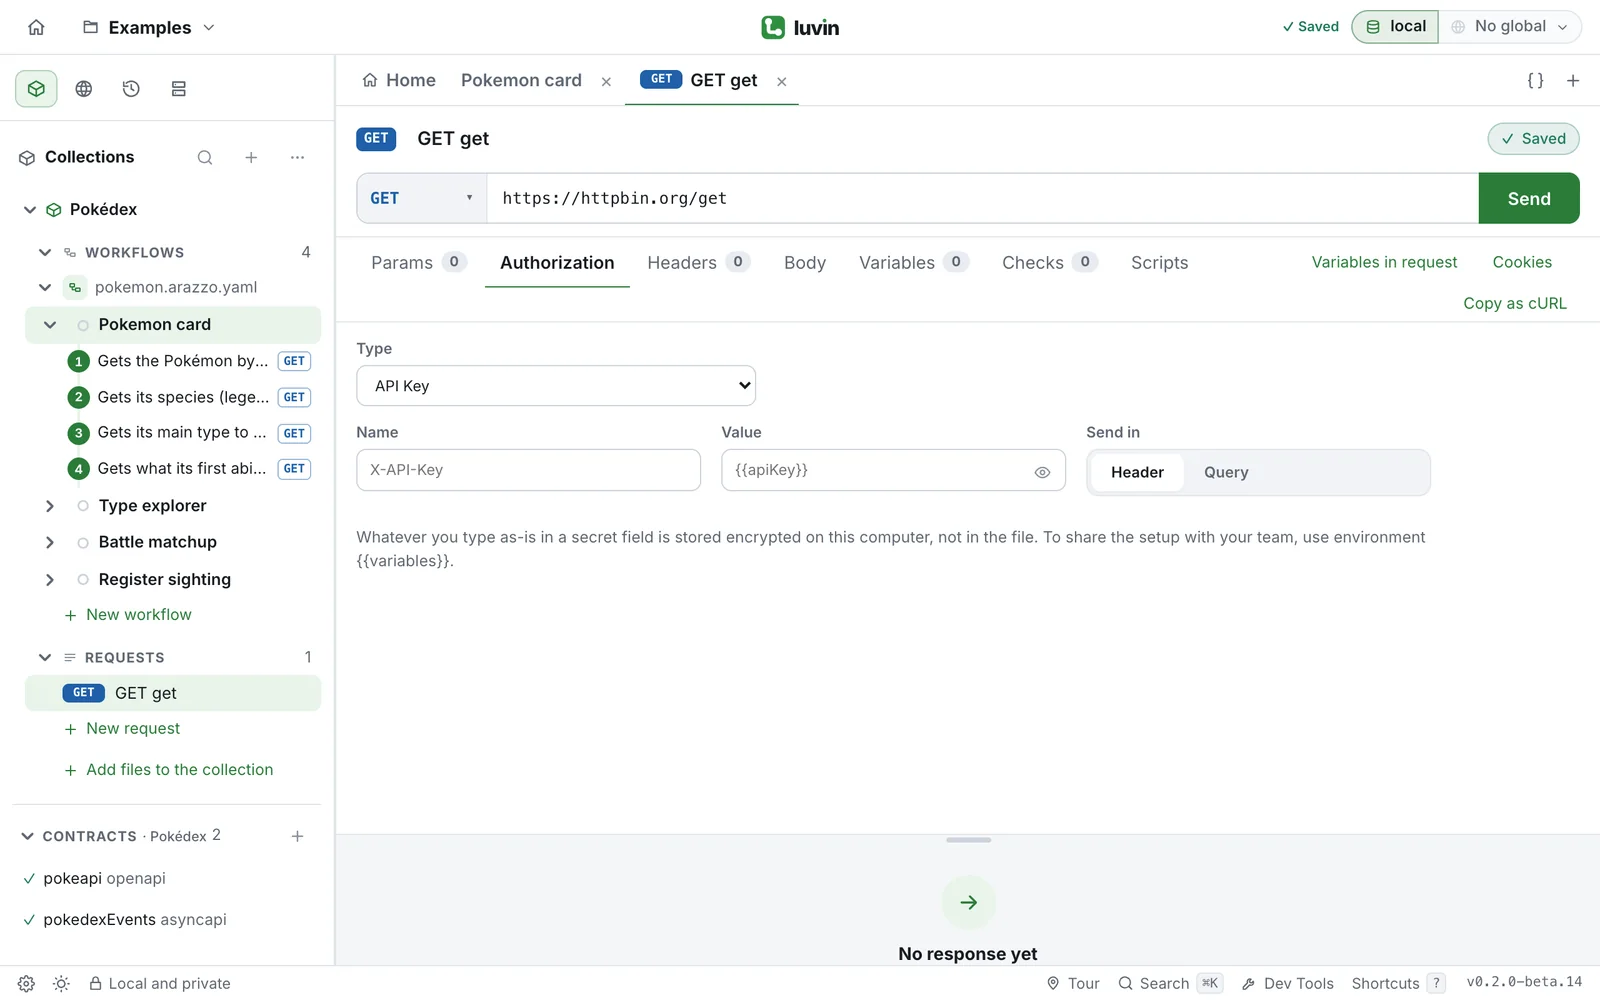 Examples
luvin
Saved
local
No global
Home
Pokemon card
GET GET get
{}
Collections
GET GET get
Saved
Pokédex
GET https://httpbin.org/get Send
WORKFLOWS 4
pokemon.arazzo.yaml
Params 0 Authorization Headers 0 Body Variables 0 Checks 0 Scripts
Variables in request Cookies
Copy as cURL
Pokemon card
1 Gets the Pokémon by... GET
2 Gets its species (lege... GET
3 Gets its main type to ... GET
4 Gets what its first abi... GET
Type explorer
Battle matchup
Register sighting
+ New workflow
REQUESTS 1
GET GET get
+ New request
+ Add files to the collection
CONTRACTS · Pokédex 2
pokeapi openapi
pokedexEvents asyncapi
Type
API Key
Name Value Send in
X-API-Key {{apiKey}} Header Query
Whatever you type as-is in a secret field is stored encrypted on this computer, not in the file. To share the setup with your team, use environment
{{variables}}.
No response yet
Local and private
Tour Search ⌘K Dev Tools Shortcuts ? v0.2.0-beta.14